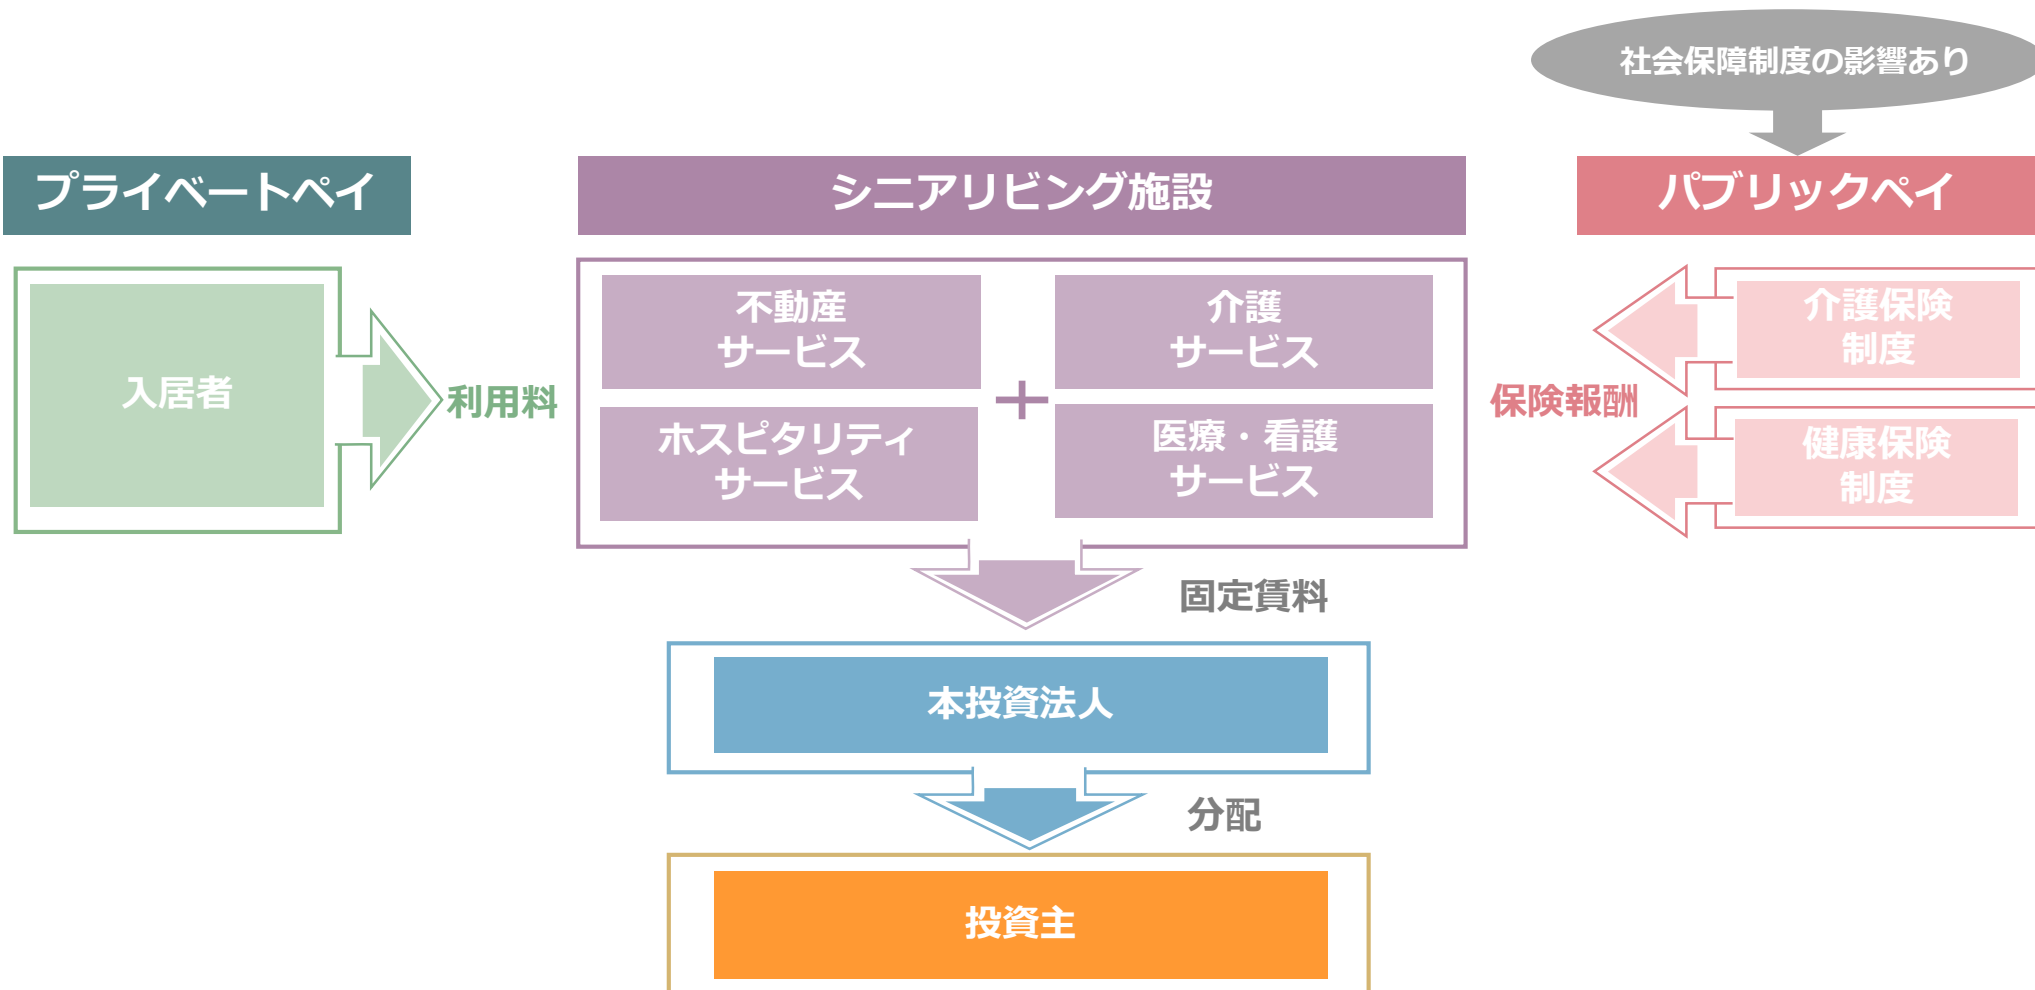 社会保障制度の影響あり
プライベートペイ
シニアリビング施設
パブリックペイ
入居者
利用料
不動産
サービス
介護
サービス
ホスピタリティ
サービス
＋
医療・看護
サービス
保険報酬
介護保険
制度
健康保険
制度
固定賃料
本投資法人
分配
投資主